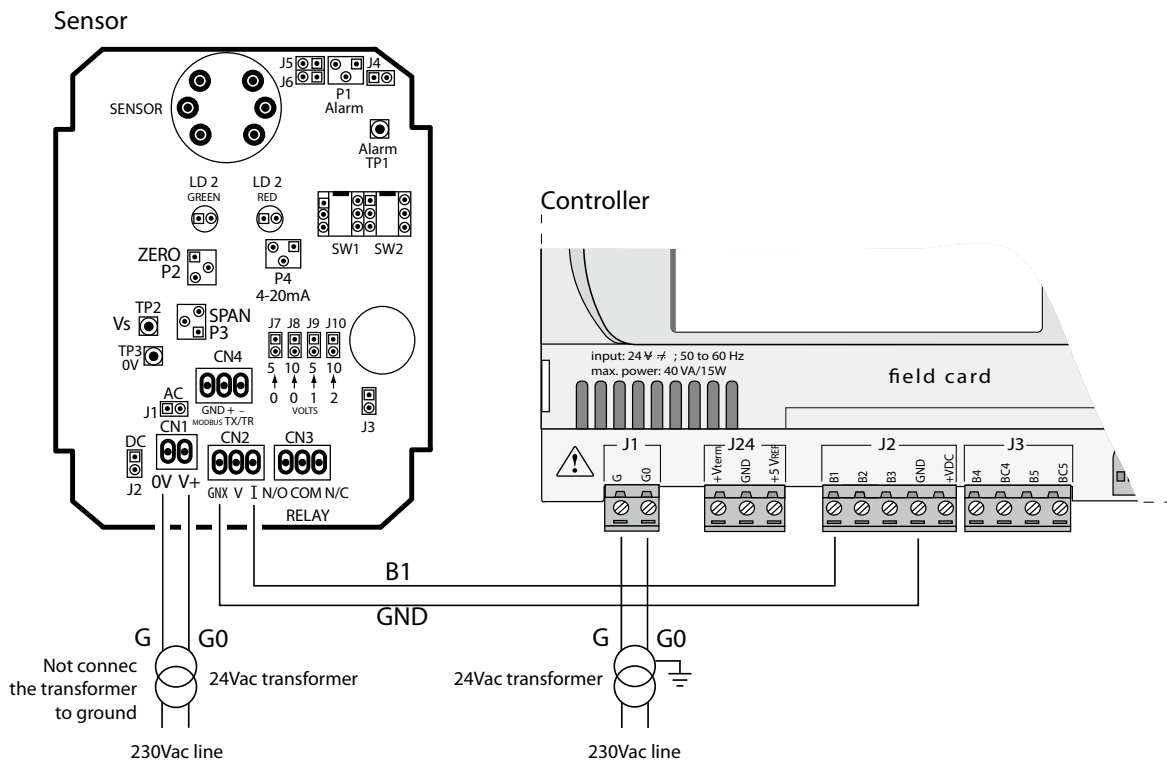 Sensor
J5
J6
P1
Alarm
J4
SENSOR
Alarm
TP1
LD 2
GREEN
LD 2
RED
SW1
SW2
ZERO
P2
P4
4-20mA
TP2
Vs
SPAN
P3
TP3
0V
J7 J8 J9 J10
5 10 5 10
0 0 1 2
VOLTS
CN4
GND + –
MODBUS TX/TR
AC
J1
J3
CN1
DC
J2
CN2
CN3
0V V+
GNX V I
N/O COM N/C
RELAY
Controller
input: 24 ; 50 to 60 Hz
max. power: 40 VA/15W
field card
J1
G
G0
J24
+Vterm
GND
+5 VREF
J2
B1
B2
B3
GND
+VDC
J3
B4
BC4
B5
BC5
B1
GND
G G0
Not connec
the transformer
to ground
24Vac transformer
230Vac line
G G0
24Vac transformer
230Vac line